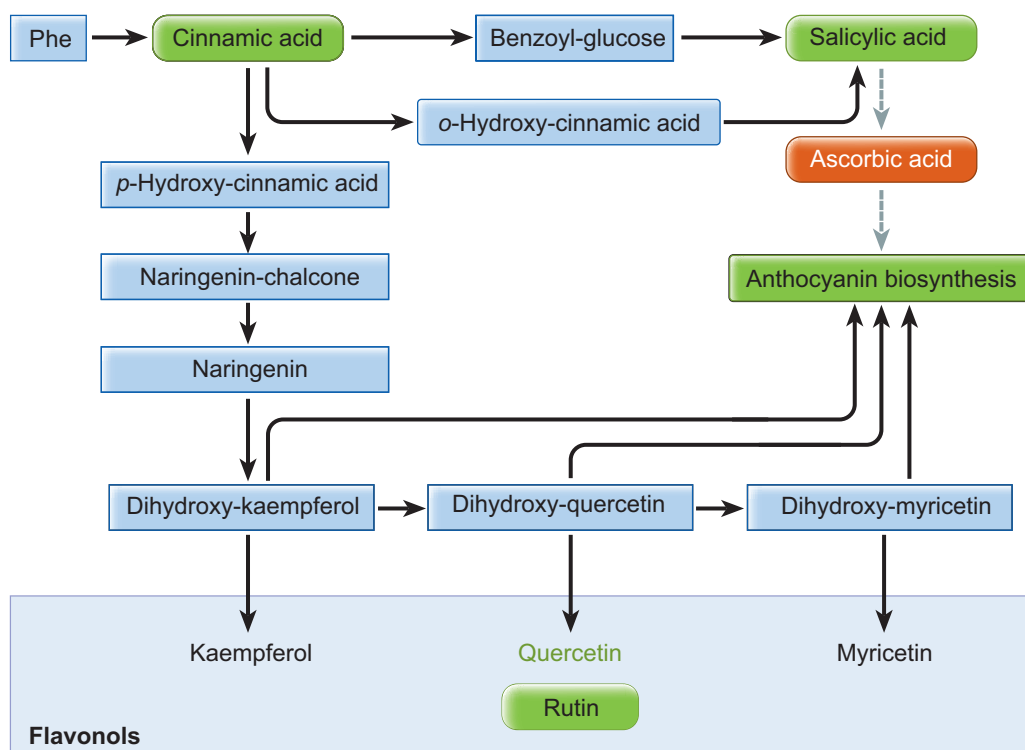 Phe
Cinnamic acid
Benzoyl-glucose
Salicylic acid
o-Hydroxy-cinnamic acid
Ascorbic acid
p-Hydroxy-cinnamic acid
Naringenin-chalcone
Anthocyanin biosynthesis
Naringenin
Dihydroxy-kaempferol
Dihydroxy-quercetin
Dihydroxy-myricetin
Kaempferol
Quercetin
Myricetin
Rutin
Flavonols